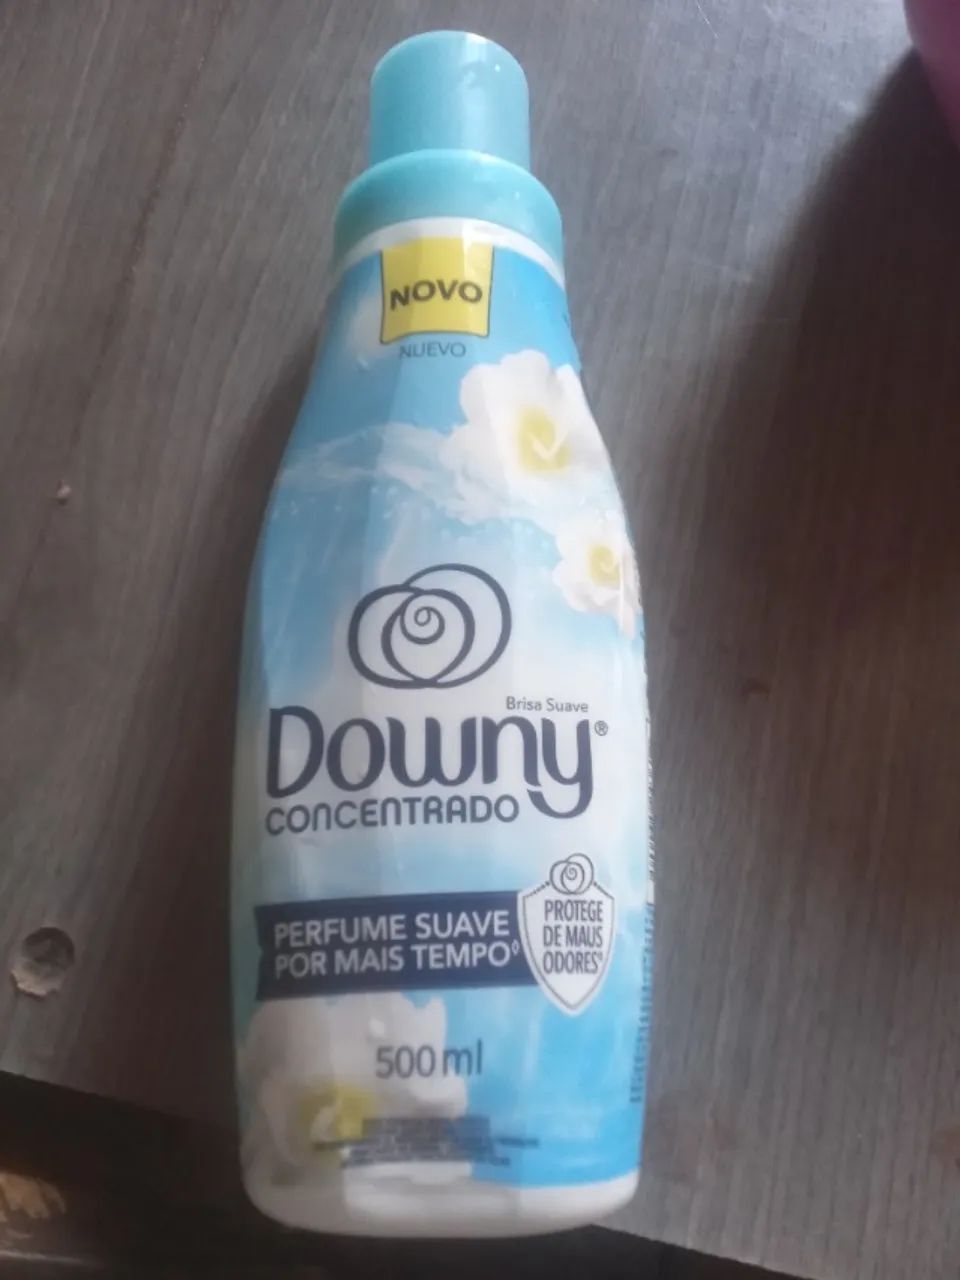 NOVO
NUEVO
Brisa Suave
Downy®
CONCENTRADO
PERFUME SUAVE
POR MAIS TEMPO◊
PROTEGE
DE MAUS
ODORES◊
500 ml